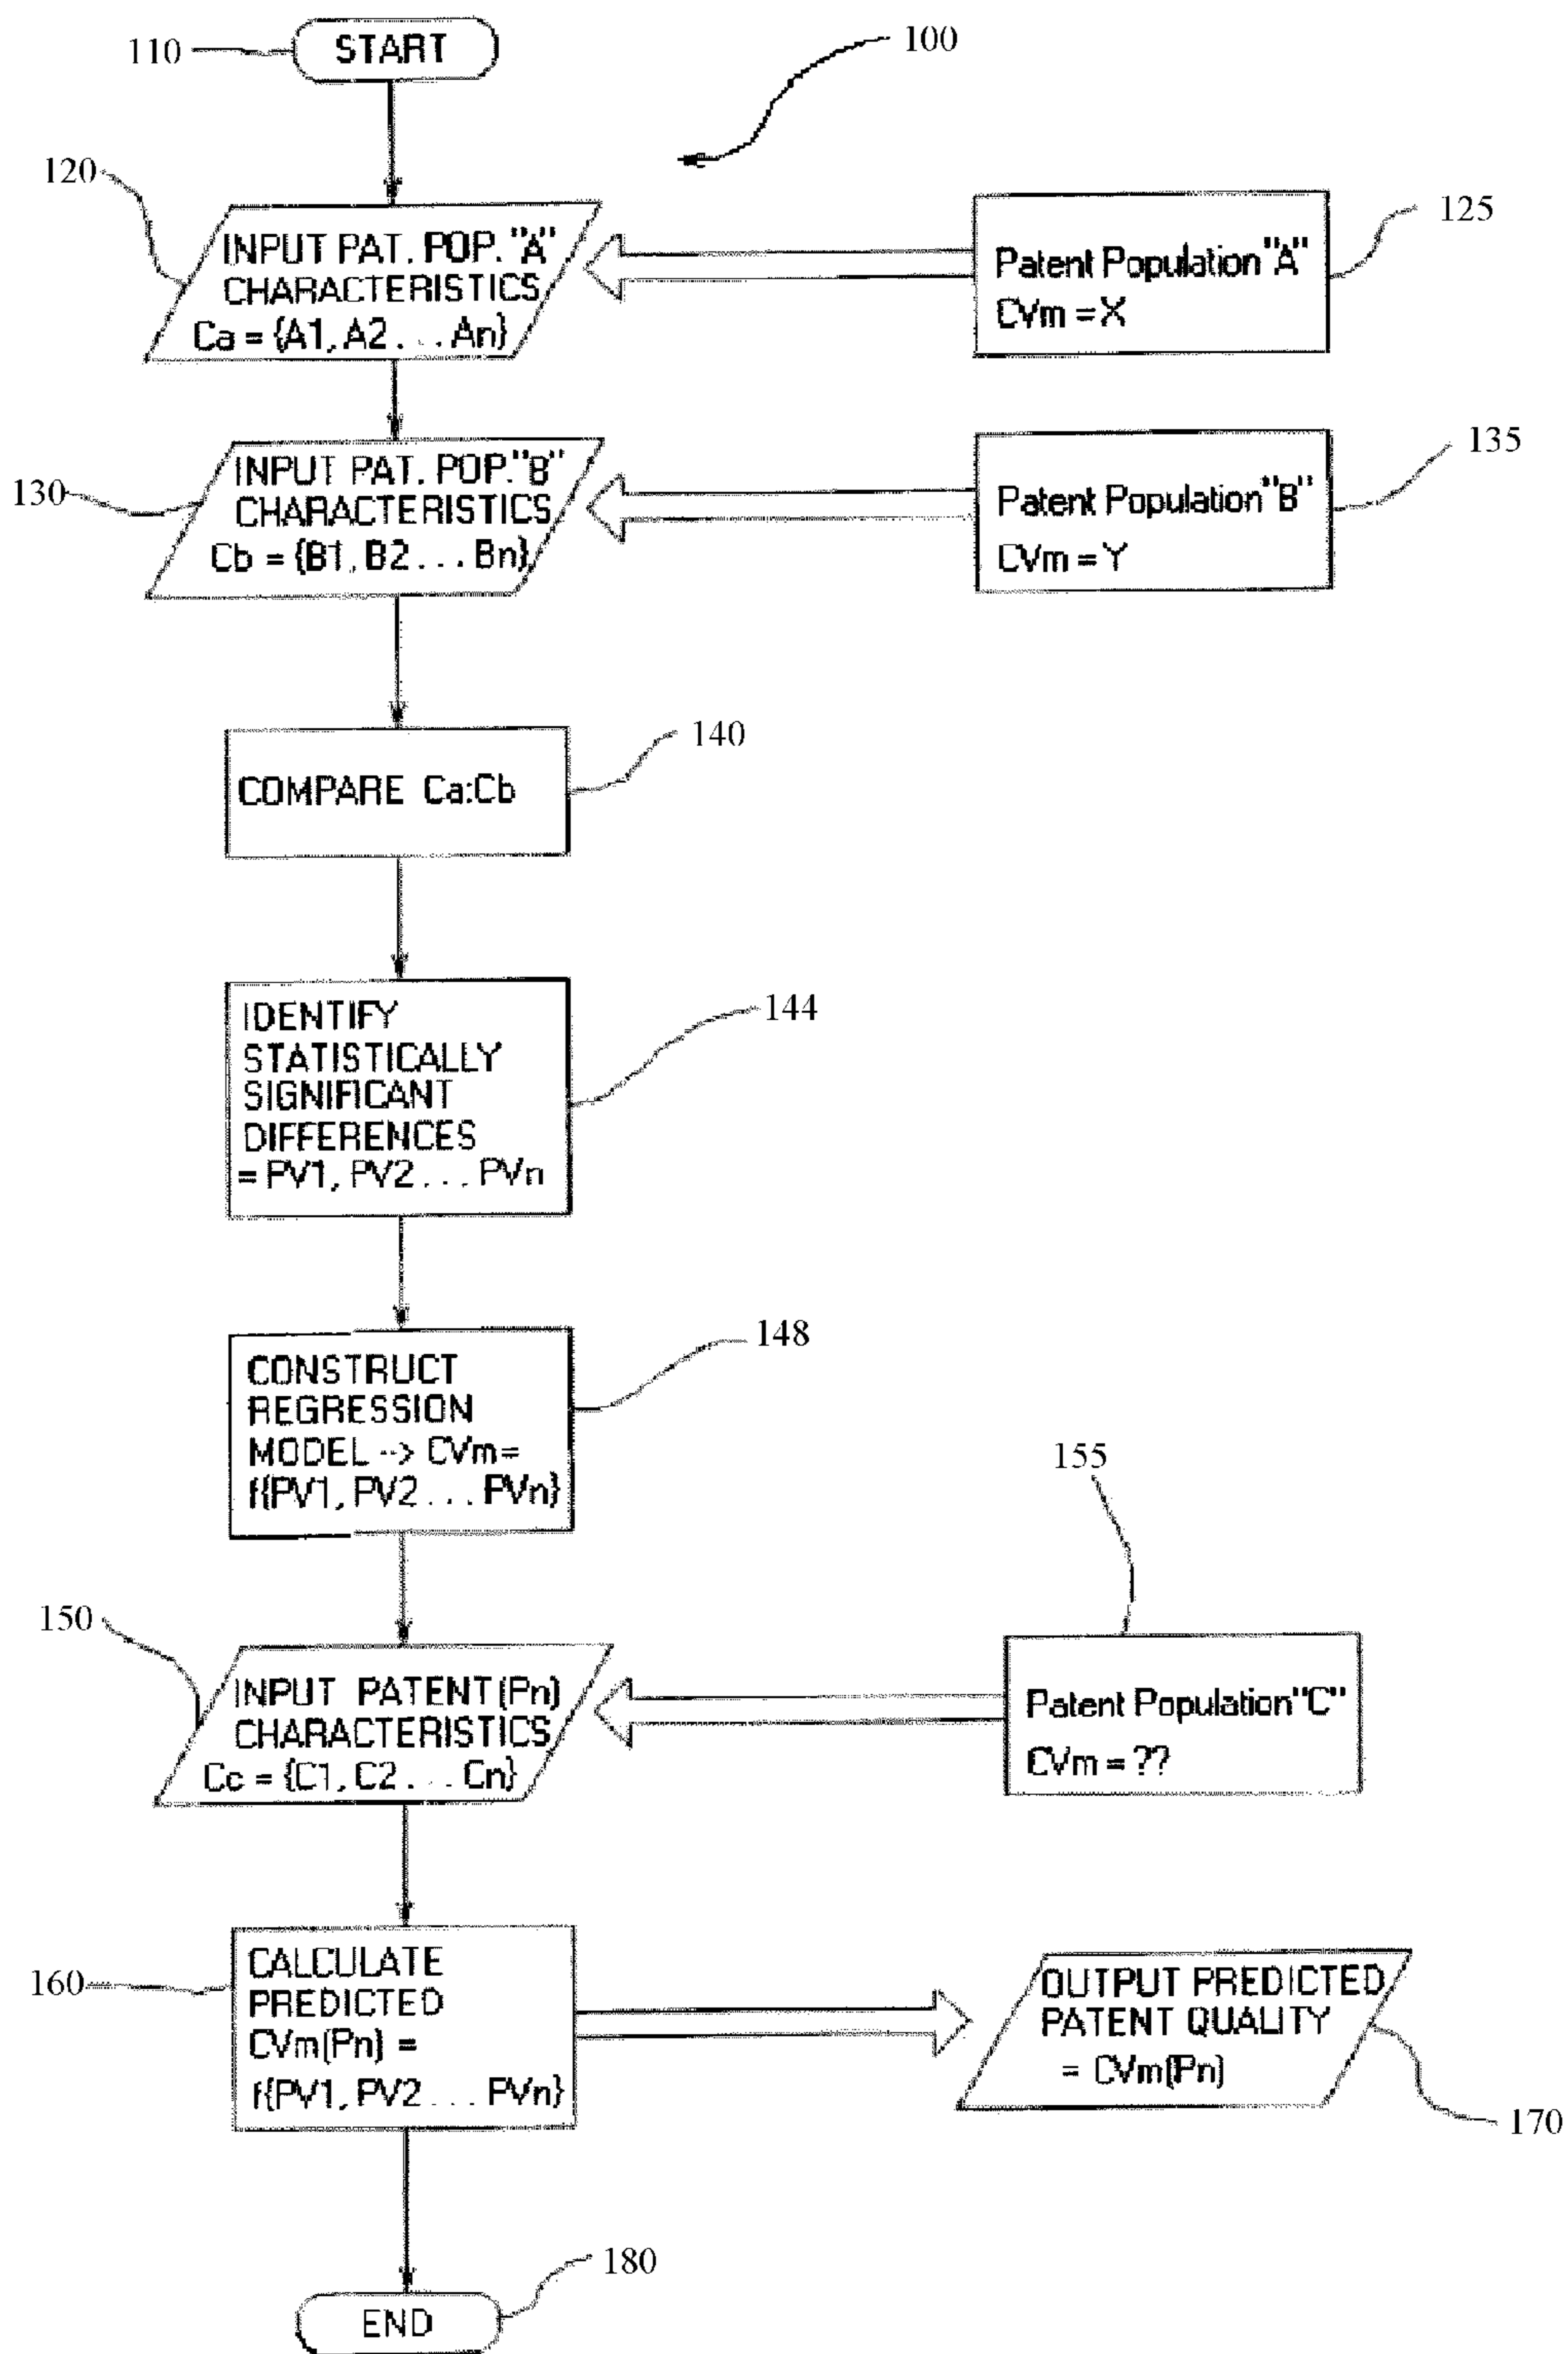 110
START
100
120
INPUT PAT. POP. "A"
CHARACTERISTICS
Ca = {A1, A2 ... An}
Patent Population "A"
CVm = X
125
130
INPUT PAT. POP. "B"
CHARACTERISTICS
Cb = {B1, B2 ... Bn}
Patent Population "B"
CVm = Y
135
COMPARE Ca:Cb
140
IDENTIFY
STATISTICALLY
SIGNIFICANT
DIFFERENCES
= PV1, PV2 ... PVn
144
CONSTRUCT
REGRESSION
MODEL --> CVm =
f{PV1, PV2 ... PVn}
148
150
INPUT PATENT (Pn)
CHARACTERISTICS
Cc = {C1, C2 ... Cn}
155
Patent Population "C"
CVm = ??
160
CALCULATE
PREDICTED
CVm(Pn) =
f{PV1, PV2 ... PVn}
OUTPUT PREDICTED
PATENT QUALITY
= CVm(Pn)
170
180
END